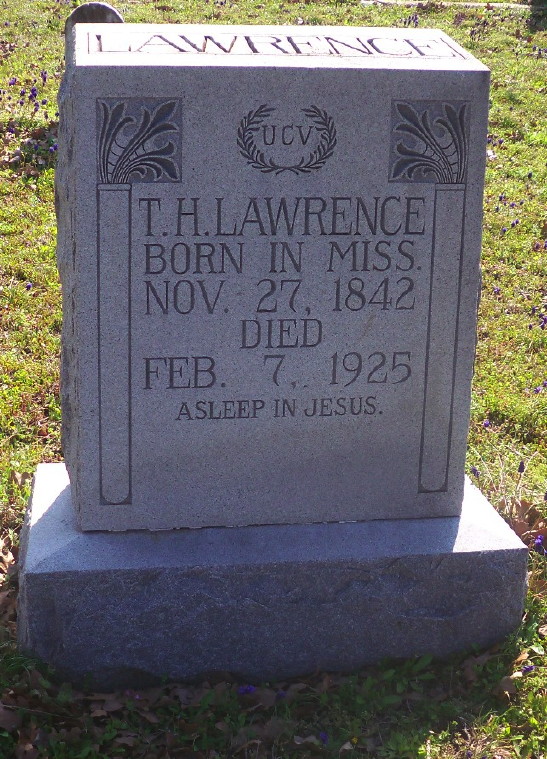 LAWRENCE
UCV
T.H.LAWRENCE
BORN IN MISS.
NOV. 27, 1842
DIED
FEB. 7, 1925
ASLEEP IN JESUS.